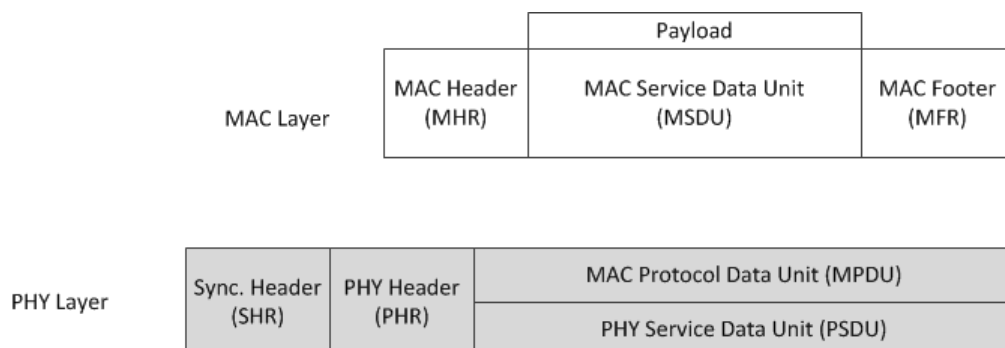 Payload
MAC Layer
MAC Header
(MHR)
MAC Service Data Unit
(MSDU)
MAC Footer
(MFR)
PHY Layer
Sync. Header
(SHR)
PHY Header
(PHR)
MAC Protocol Data Unit (MPDU)
PHY Service Data Unit (PSDU)